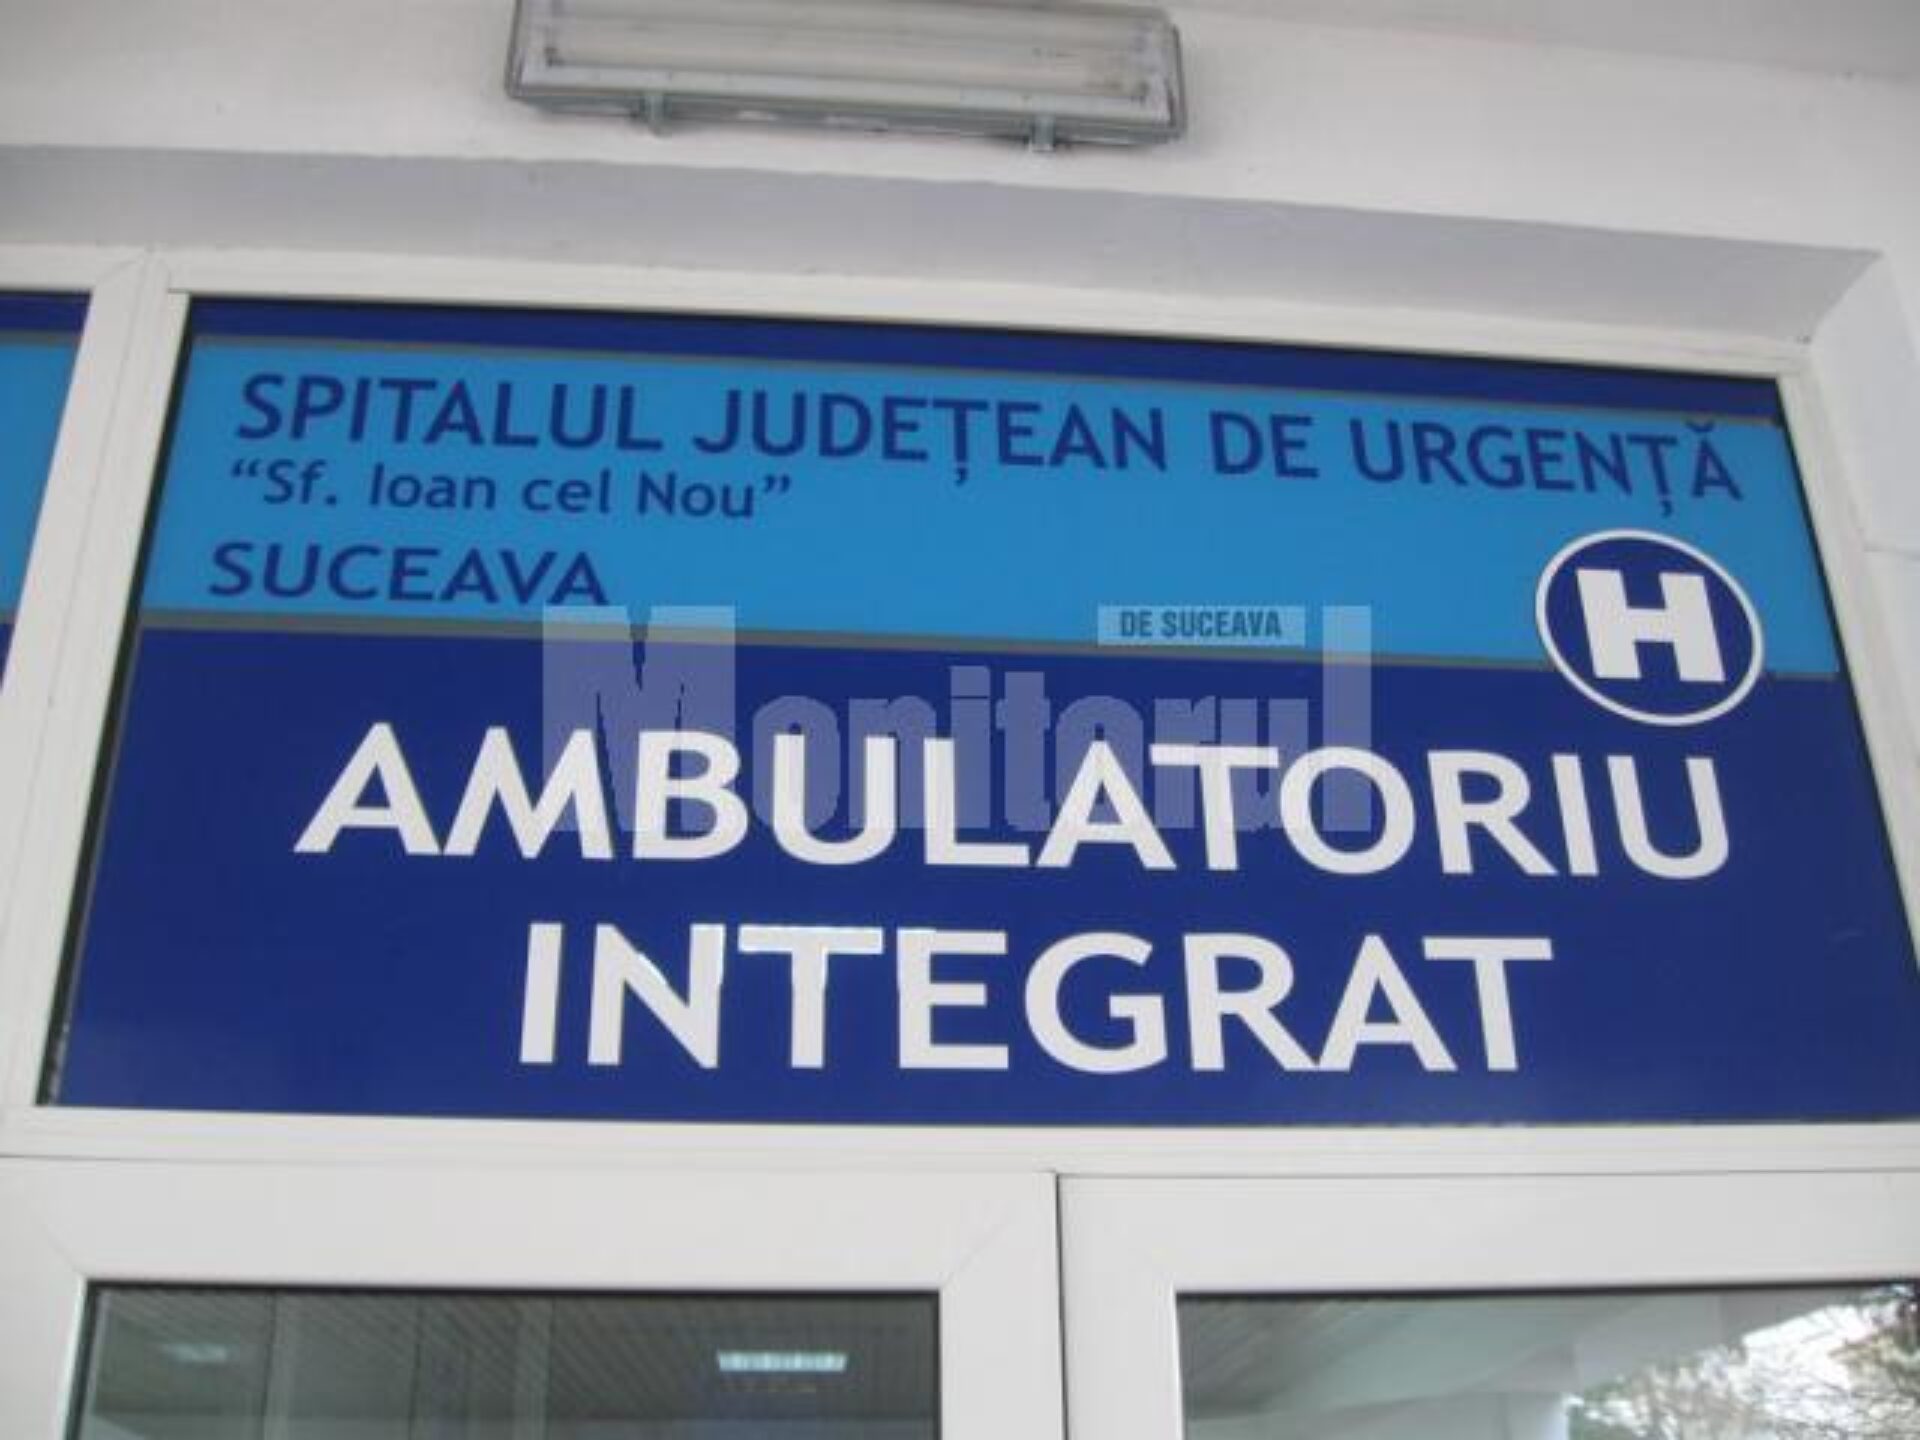 SPITALUL JUDEȚEAN DE URGENȚĂ
“Sf. Ioan cel Nou”
SUCEAVA
H
DE SUCEAVA
Monitorul
AMBULATORIU
INTEGRAT